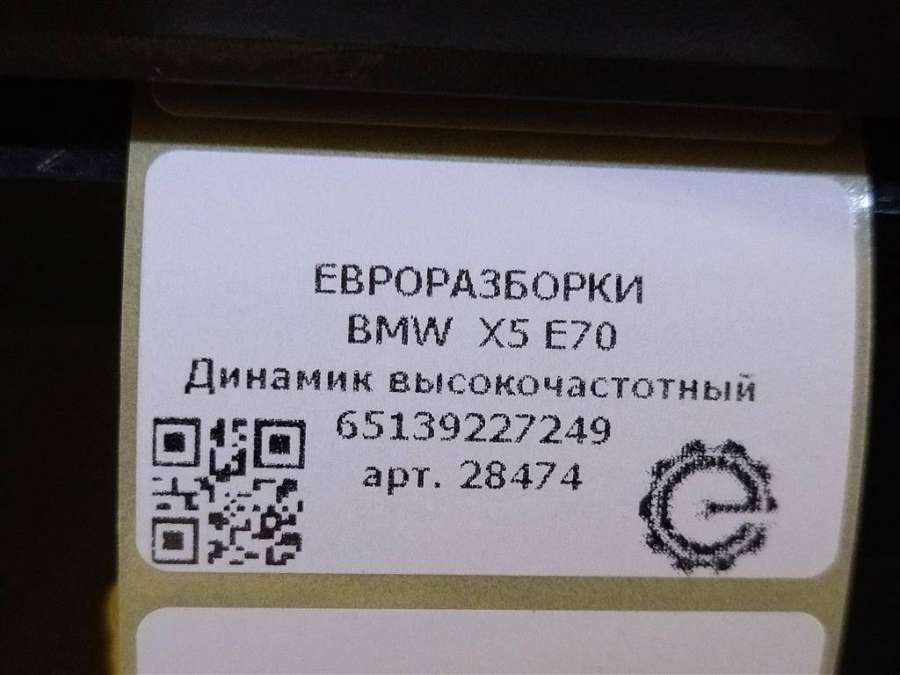 ЕВРОРАЗБОРКИ
BMW X5 E70
Динамик высокочастотный
65139227249
арт. 28474